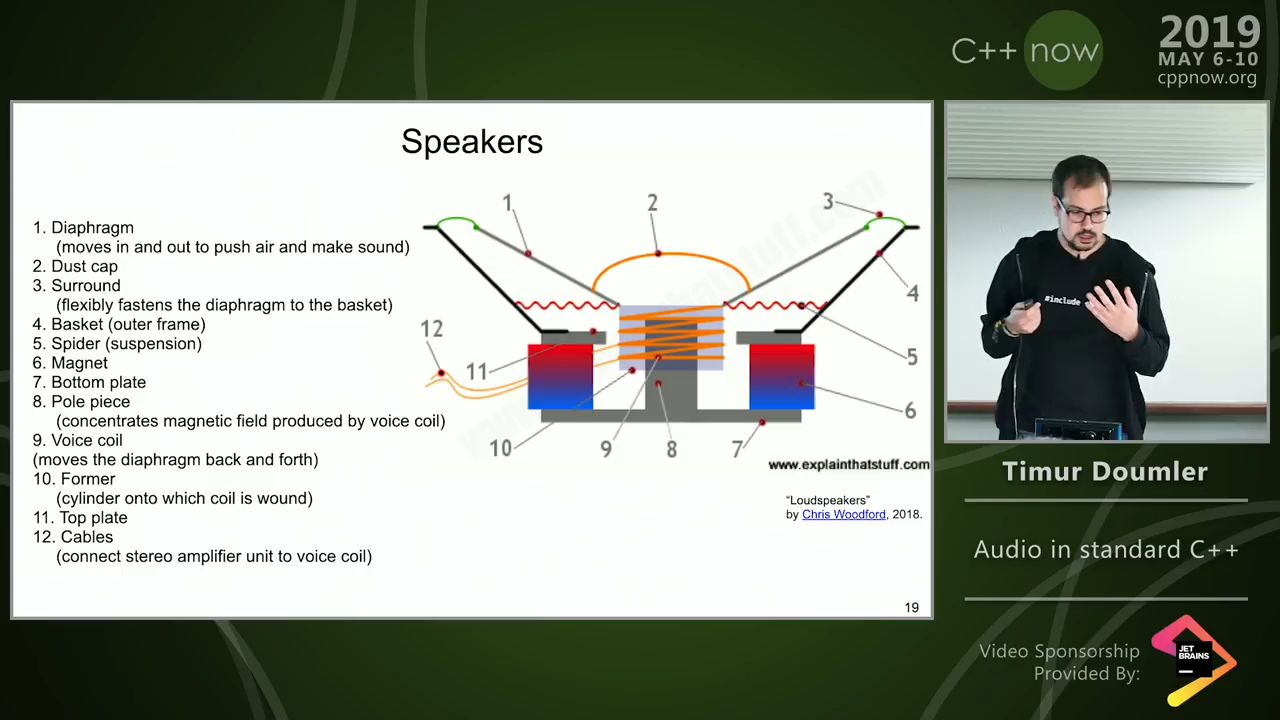 C++ now
2019
MAY 6-10
cppnow.org
Speakers
1. Diaphragm
(moves in and out to push air and make sound)
2. Dust cap
3. Surround
(flexibly fastens the diaphragm to the basket)
4. Basket (outer frame)
5. Spider (suspension)
6. Magnet
7. Bottom plate
8. Pole piece
(concentrates magnetic field produced by voice coil)
9. Voice coil
(moves the diaphragm back and forth)
10. Former
(cylinder onto which coil is wound)
11. Top plate
12. Cables
(connect stereo amplifier unit to voice coil)
1
2
3
4
12
11
5
6
10
9
8
7
www.explainthatstuff.com
"Loudspeakers"
by Chris Woodford, 2018.
19
#include
Timur Doumler
Audio in standard C++
Video Sponsorship
Provided By:
JET
BRAINS